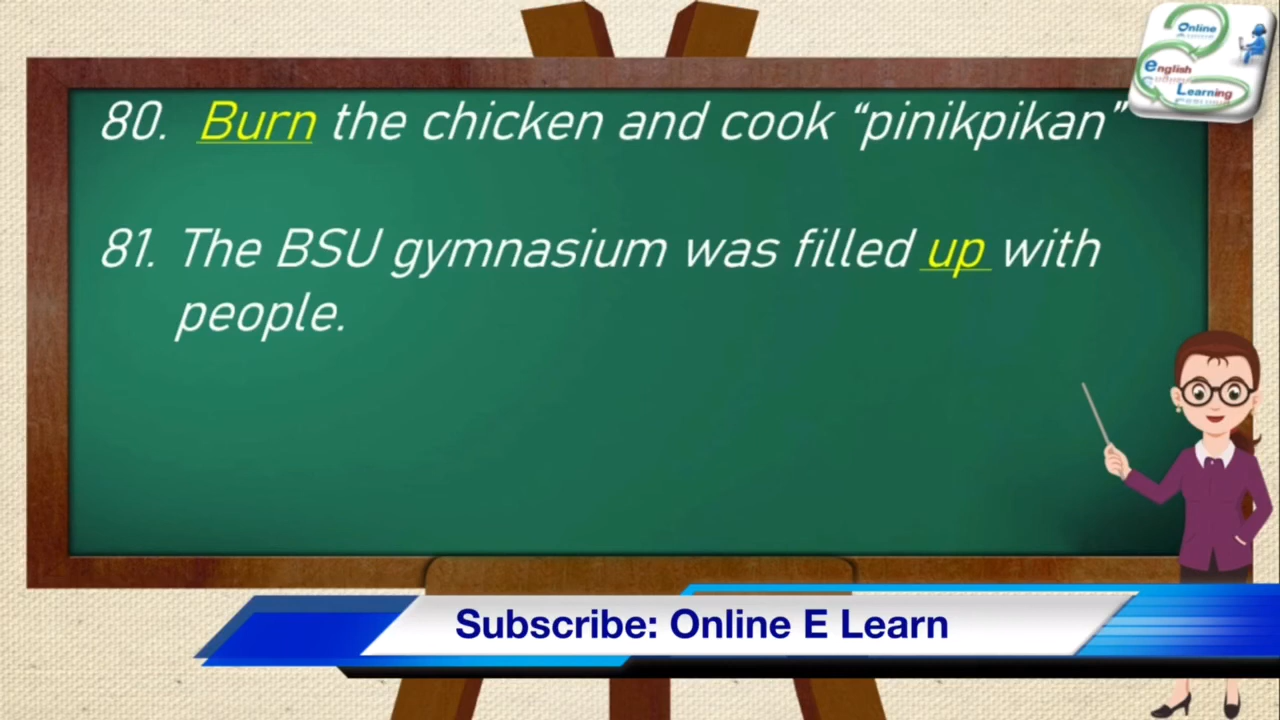 Online
English
Learning
80. Burn the chicken and cook “pinikpikan”
81. The BSU gymnasium was filled up with
people.
Subscribe: Online E Learn